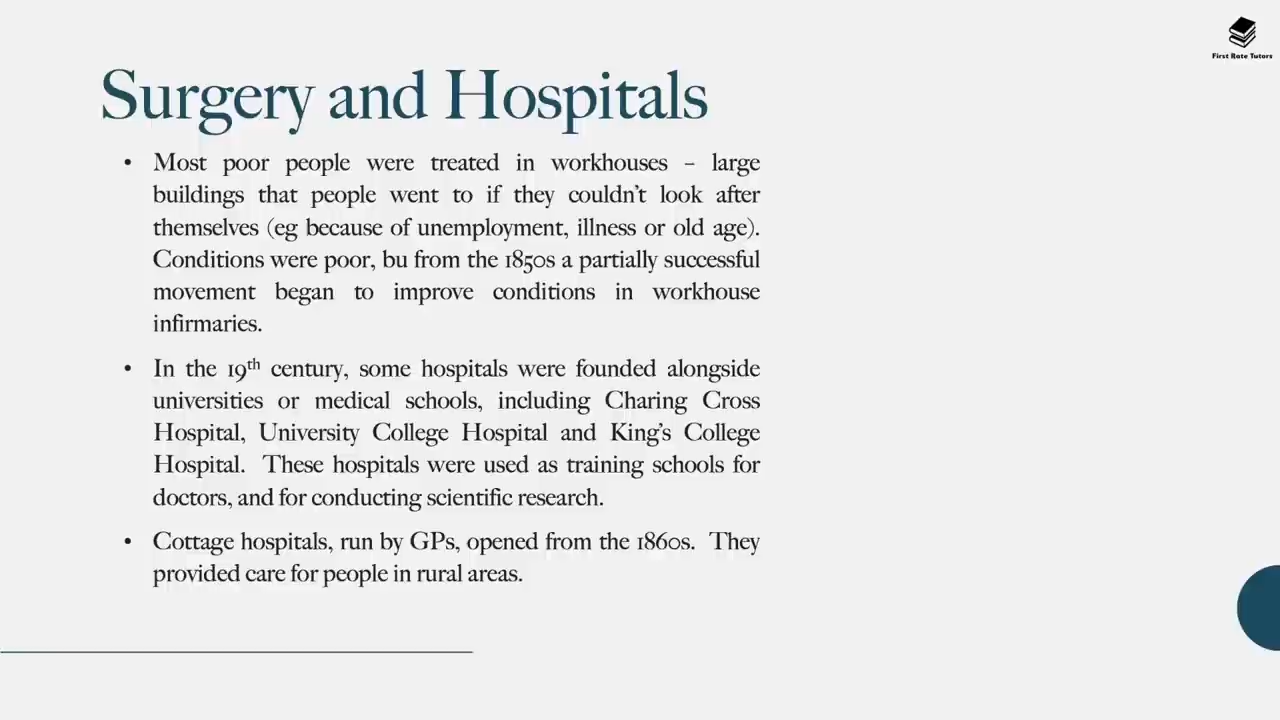 First Rate Tutors
Surgery and Hospitals
• Most poor people were treated in workhouses – large
buildings that people went to if they couldn't look after
themselves (eg because of unemployment, illness or old age).
Conditions were poor, bu from the 1850s a partially successful
movement began to improve conditions in workhouse
infirmaries.
• In the 19th century, some hospitals were founded alongside
universities or medical schools, including Charing Cross
Hospital, University College Hospital and King's College
Hospital. These hospitals were used as training schools for
doctors, and for conducting scientific research.
• Cottage hospitals, run by GPs, opened from the 1860s. They
provided care for people in rural areas.